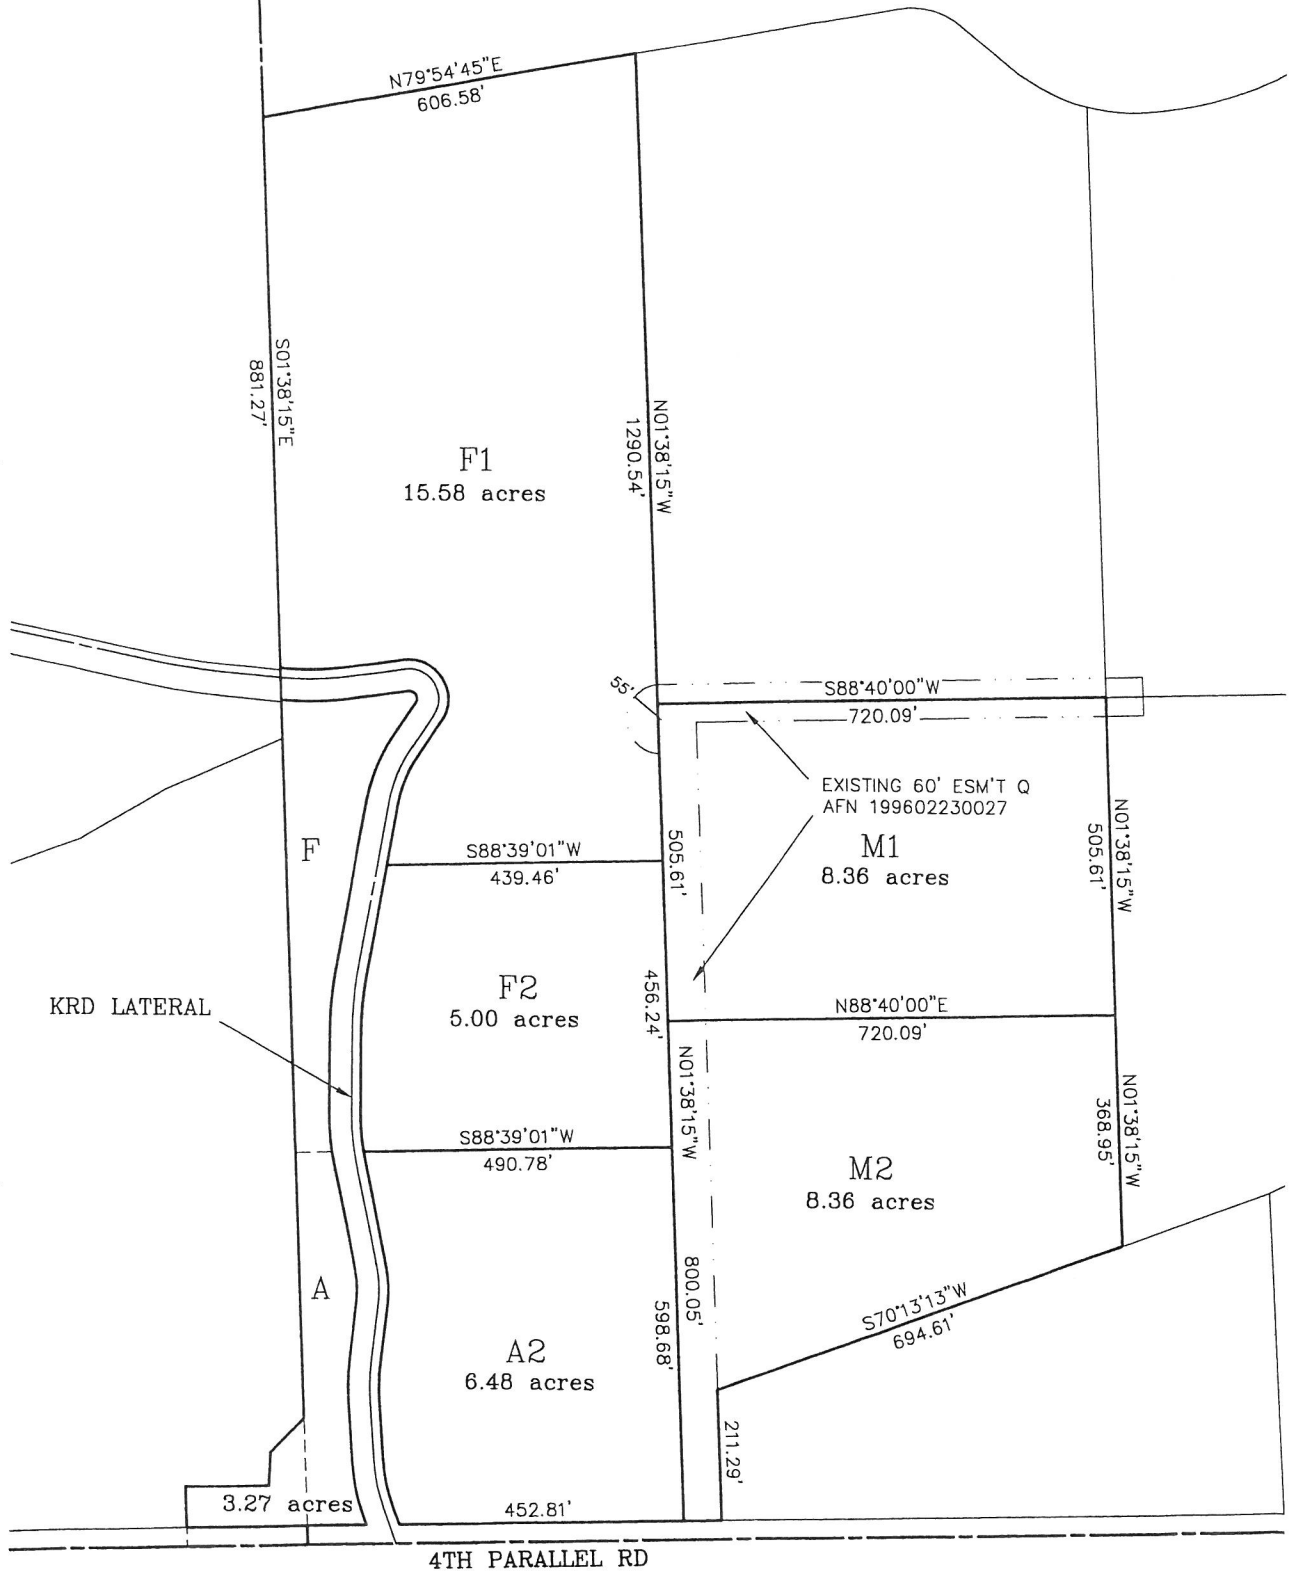 N79°54'45"E
606.58'
S01°38'15"E
881.27'
N01°38'15"W
1290.54'
F1
15.58 acres
55'
S88°40'00"W
720.09'
EXISTING 60' ESM'T Q
AFN 199602230027
M1
8.36 acres
505.61'
N01°38'15"W
505.61'
F
S88°39'01"W
439.46'
F2
5.00 acres
456.24'
KRD LATERAL
N88°40'00"E
720.09'
N01°38'15"W
N01°38'15"W
368.95'
S88°39'01"W
490.78'
M2
8.36 acres
A
800.05'
598.68'
S70°13'13"W
694.61'
A2
6.48 acres
211.29'
3.27 acres
452.81'
4TH PARALLEL RD